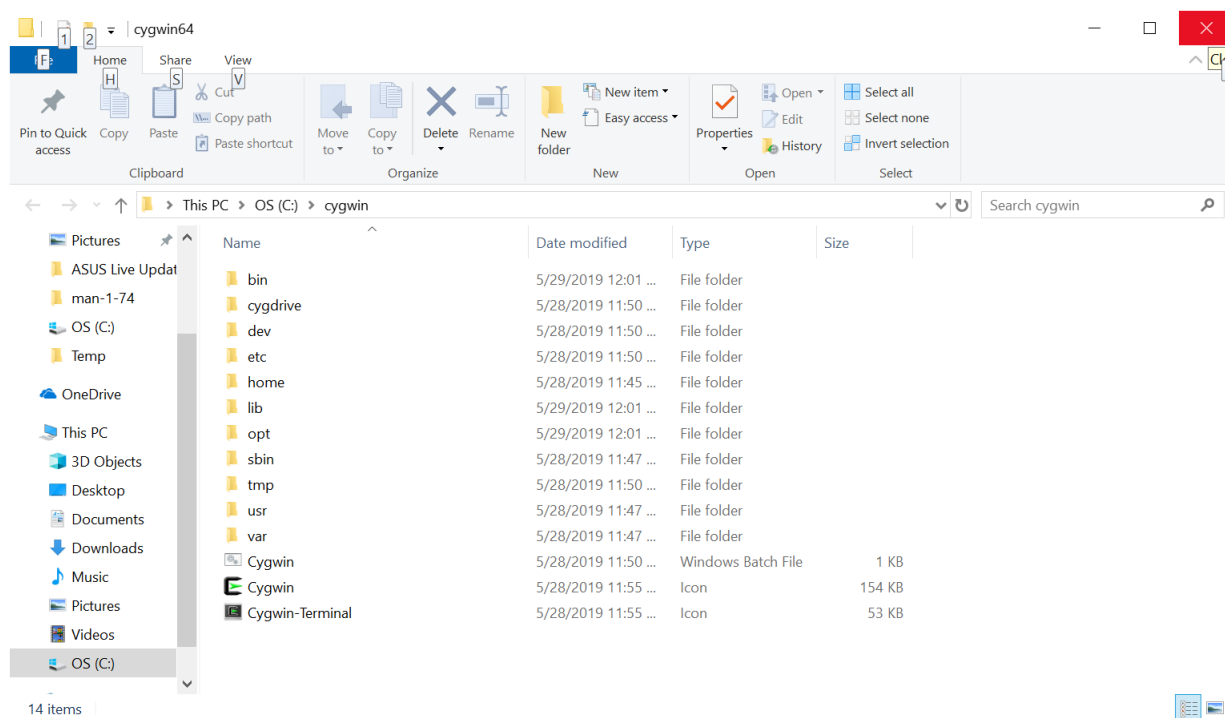 cygwin64
1 2
F Home Share View
H S V
Cut
Copy path
Paste shortcut
Pin to Quick access
Copy
Paste
Clipboard
Move to
Copy to
Delete
Rename
Organize
New folder
New item
Easy access
New
Properties
Open
Edit
History
Open
Select all
Select none
Invert selection
Select
This PC > OS (C:) > cygwin
Search cygwin
Pictures
ASUS Live Updat
man-1-74
OS (C:)
Temp
OneDrive
This PC
3D Objects
Desktop
Documents
Downloads
Music
Pictures
Videos
OS (C:)
Name Date modified Type Size
bin 5/29/2019 12:01 ... File folder
cygdrive 5/28/2019 11:50 ... File folder
dev 5/28/2019 11:50 ... File folder
etc 5/28/2019 11:50 ... File folder
home 5/28/2019 11:45 ... File folder
lib 5/29/2019 12:01 ... File folder
opt 5/29/2019 12:01 ... File folder
sbin 5/28/2019 11:47 ... File folder
tmp 5/28/2019 11:50 ... File folder
usr 5/28/2019 11:47 ... File folder
var 5/28/2019 11:47 ... File folder
Cygwin 5/28/2019 11:50 ... Windows Batch File 1 KB
Cygwin 5/28/2019 11:55 ... Icon 154 KB
Cygwin-Terminal 5/28/2019 11:55 ... Icon 53 KB
14 items